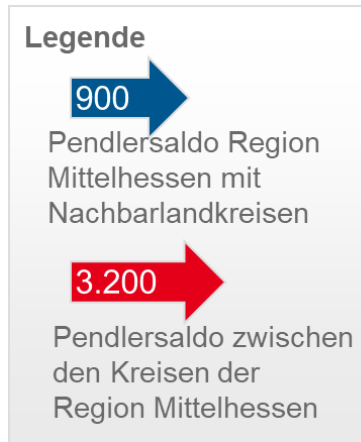 Legende
900
Pendlersaldo Region
Mittelhessen mit
Nachbarlandkreisen
3.200
Pendlersaldo zwischen
den Kreisen der
Region Mittelhessen